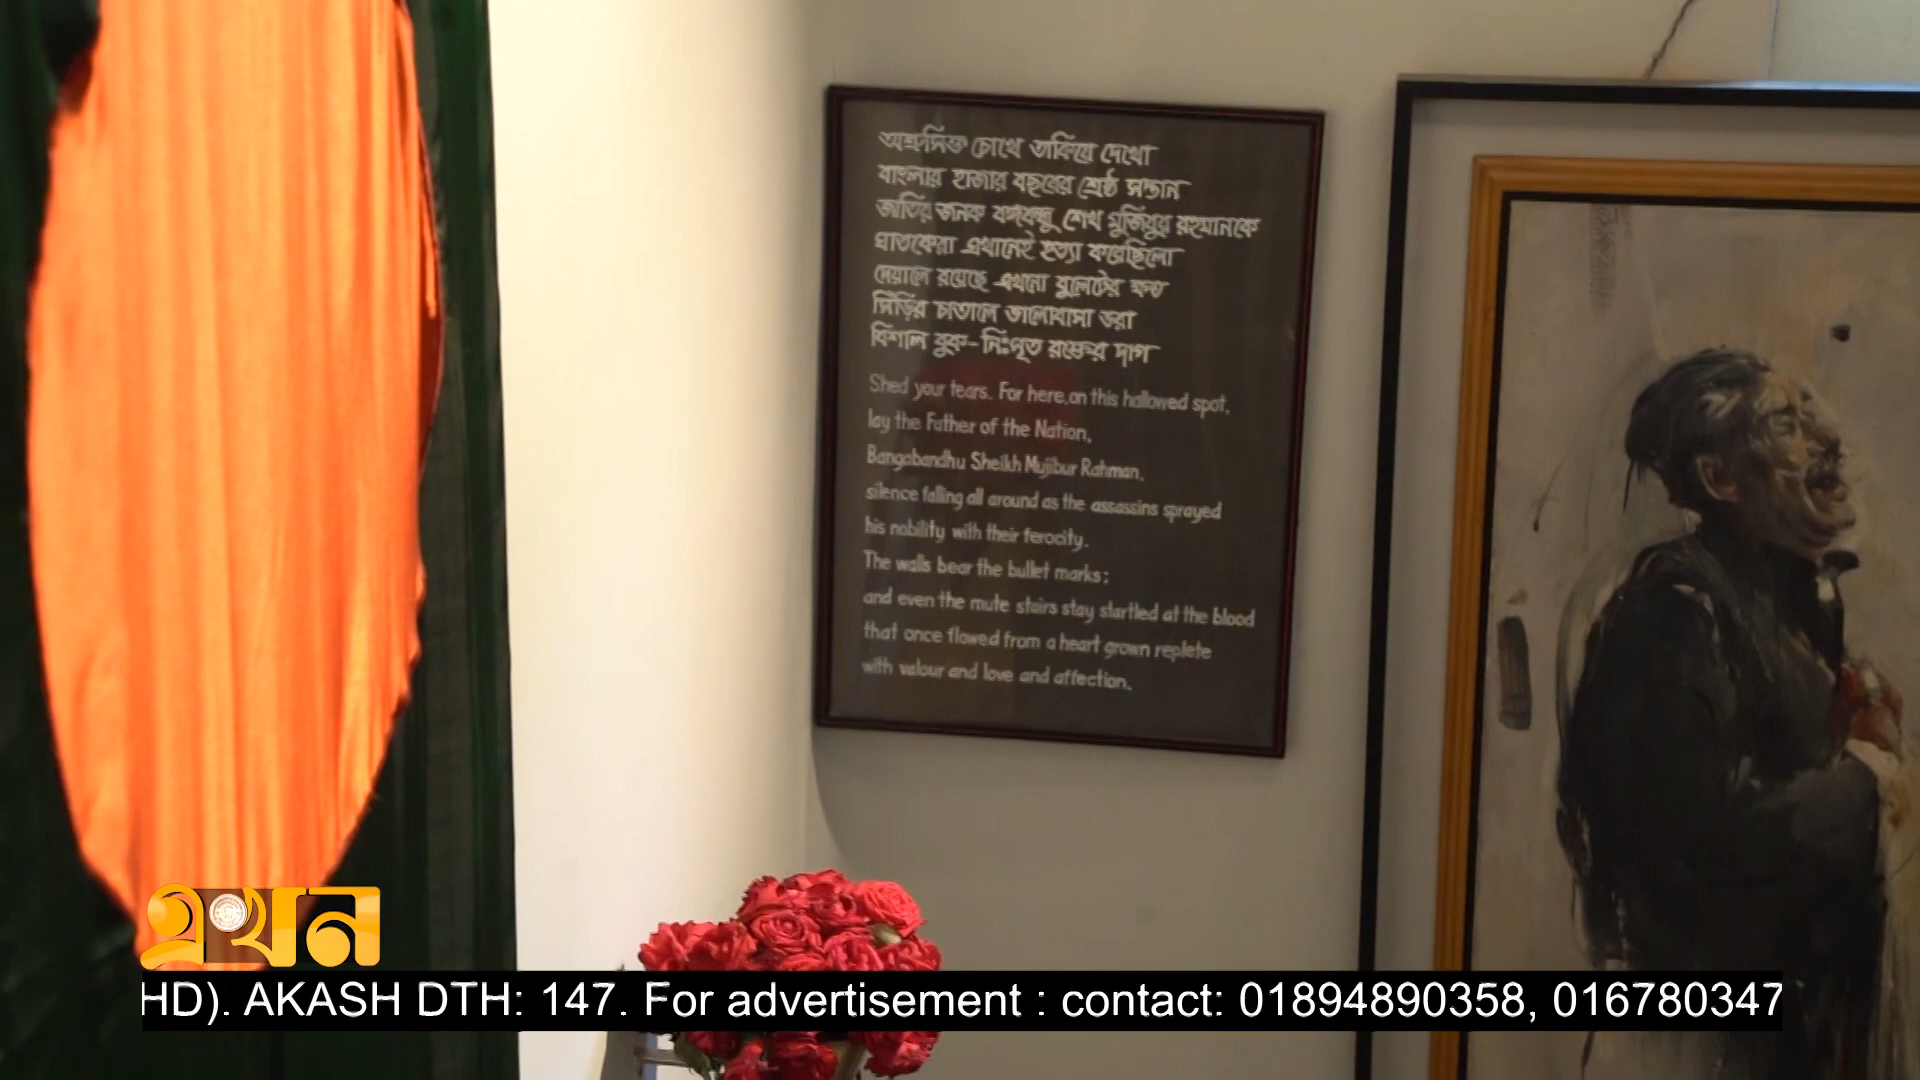 অশ্রুসিক্ত চোখে তাকিয়ে দেখো
বাংলার হাজার বছরের শ্রেষ্ঠ সন্তান
জাতির জনক বঙ্গবন্ধু শেখ মুজিবুর রহমানকে
ঘাতকেরা এখানেই হত্যা করেছিলো
দেয়ালে রয়েছে এখনো বুলেটের ক্ষত
সিঁড়ির চাতালে ভালোবাসা ভরা
বিশাল বুক-নিঃসৃত রক্তের দাগ
Shed your tears. For here, on this hallowed spot,
lay the Father of the Nation,
Bangabandhu Sheikh Mujibur Rahman,
silence falling all around as the assassins sprayed
his nobility with their ferocity.
The walls bear the bullet marks:
and even the mute stairs stay startled at the blood
that once flowed from a heart grown replete
with valour and love and affection.
এখন
HD). AKASH DTH: 147. For advertisement : contact: 01894890358, 016780347